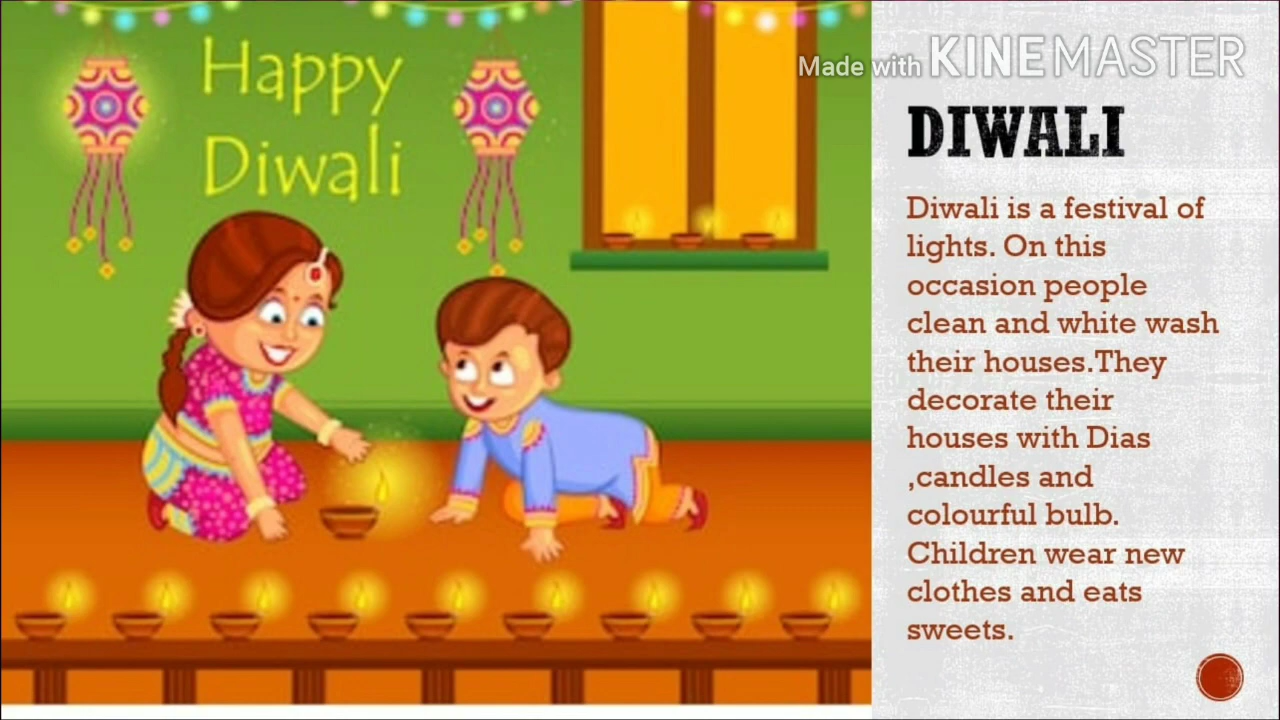 Happy
Diwali
Made with KINEMASTER
DIWALI
Diwali is a festival of
lights. On this
occasion people
clean and white wash
their houses.They
decorate their
houses with Dias
,candles and
colourful bulb.
Children wear new
clothes and eats
sweets.